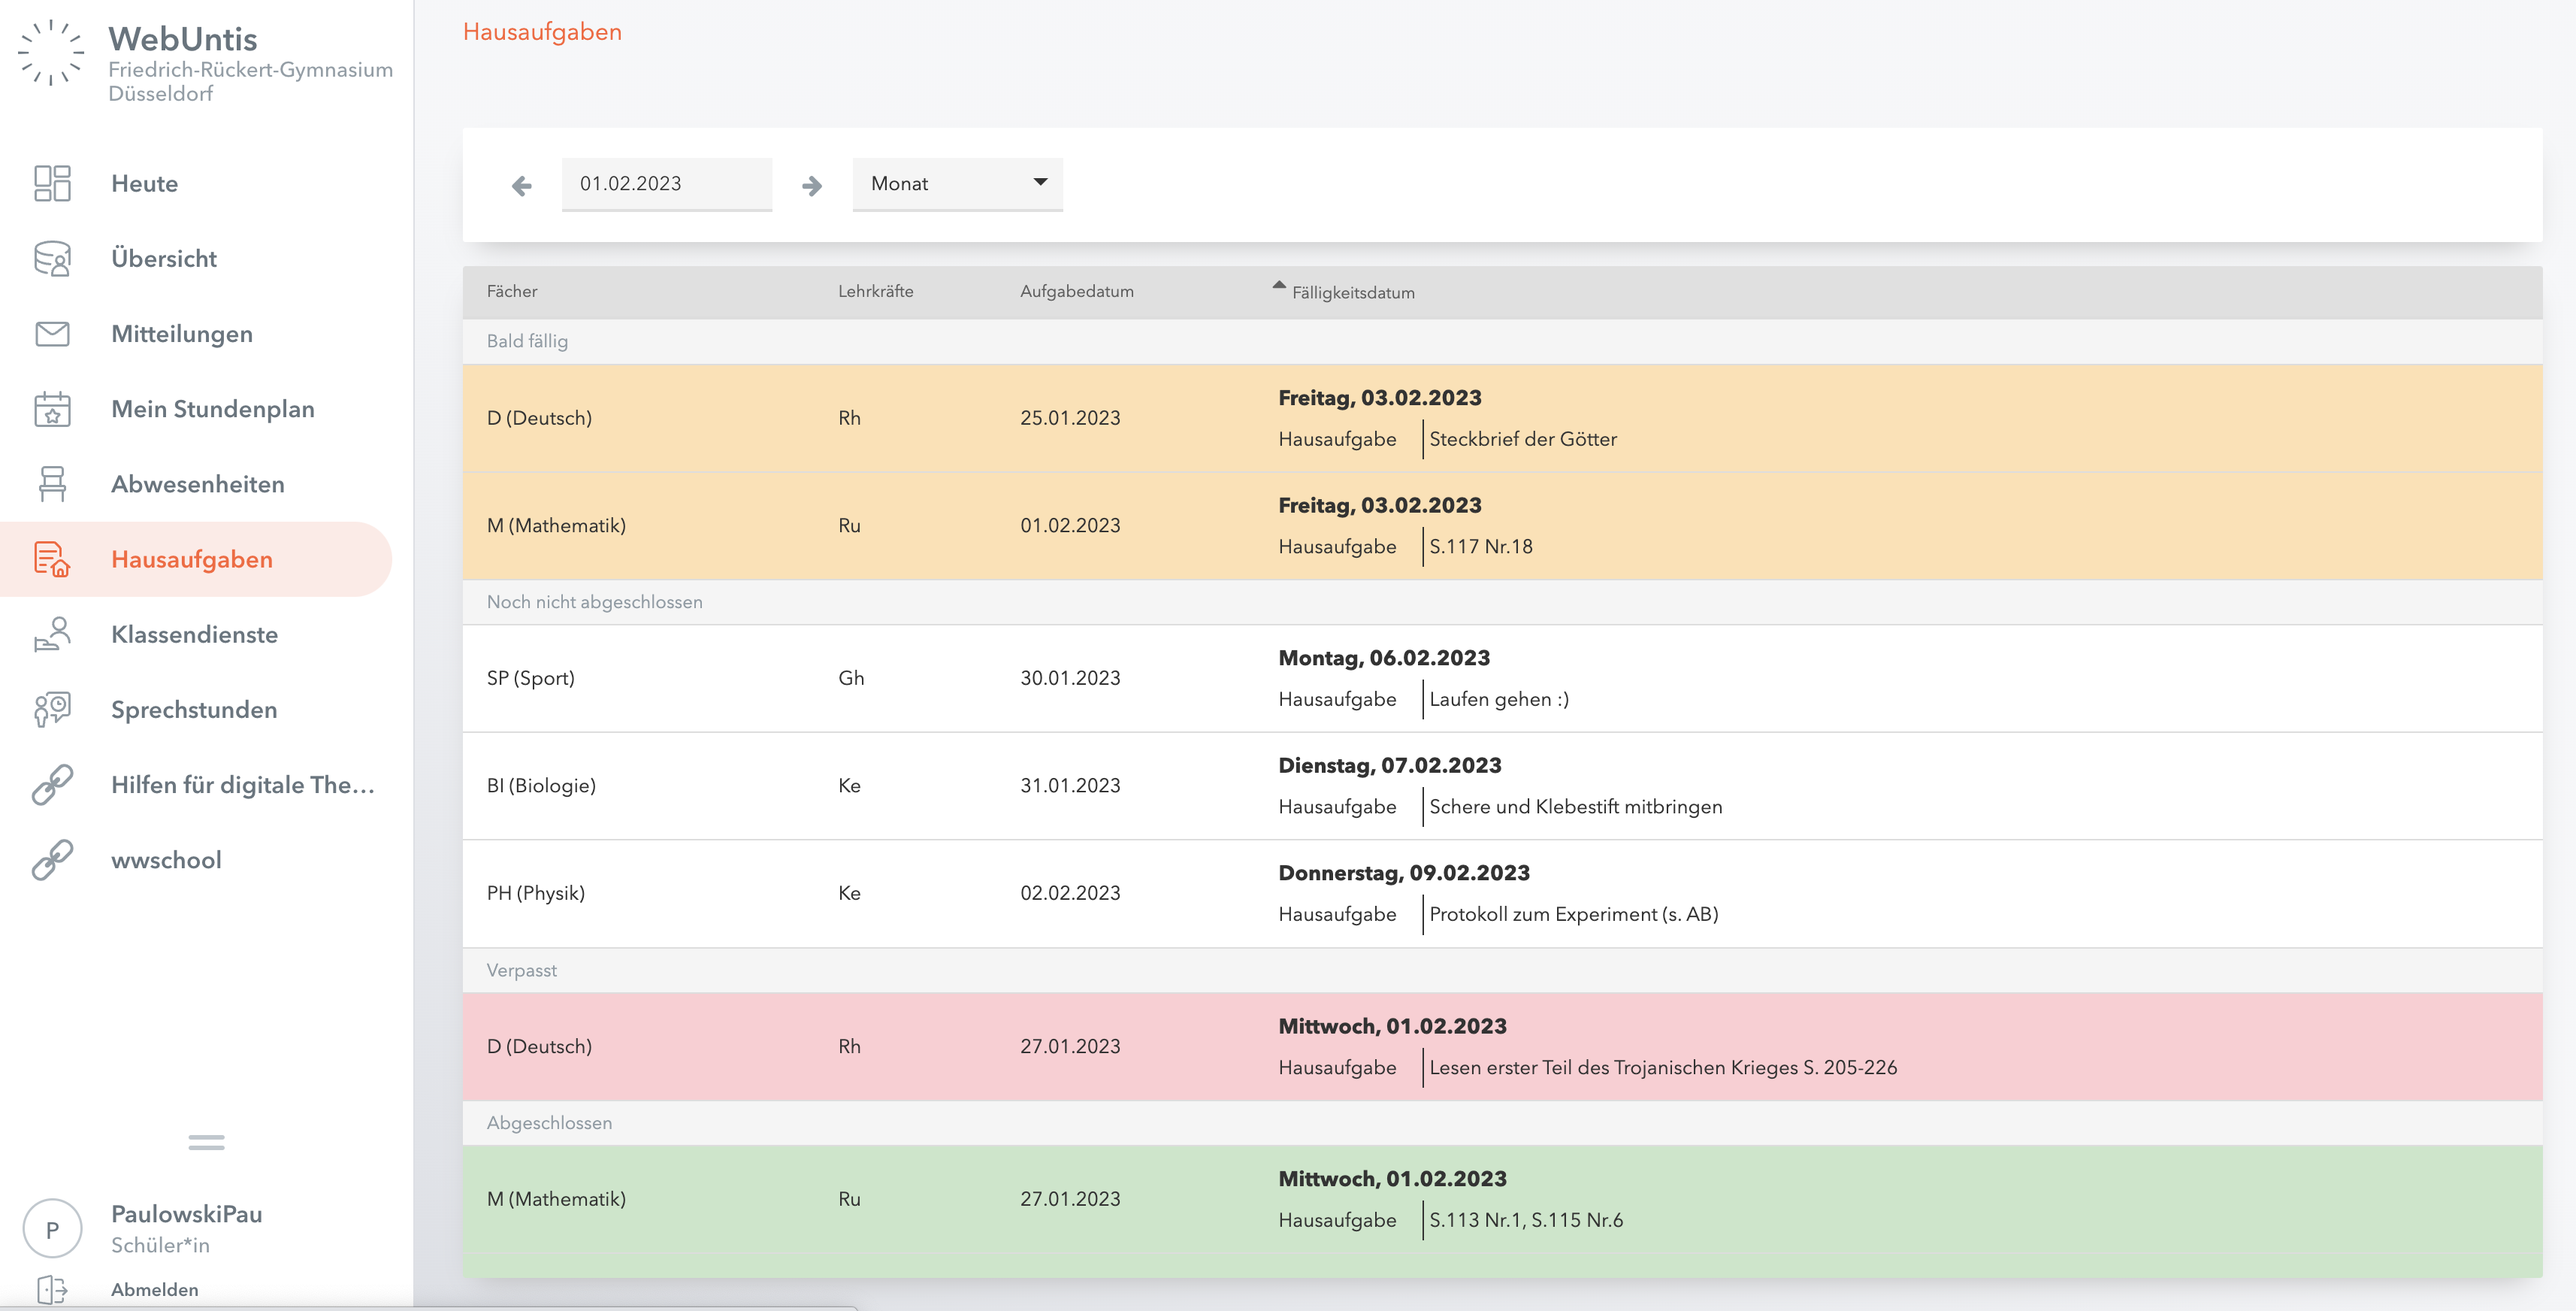 WebUntis
Friedrich-Rückert-Gymnasium
Düsseldorf
Heute
Übersicht
Mitteilungen
Mein Stundenplan
Abwesenheiten
Hausaufgaben
Klassendienste
Sprechstunden
Hilfen für digitale The...
wwschool
P
PaulowskiPau
Schüler*in
Abmelden
Hausaufgaben
01.02.2023 Monat
Fächer Lehrkräfte Aufgabedatum Fälligkeitsdatum
Bald fällig
D (Deutsch) Rh 25.01.2023 Freitag, 03.02.2023
Hausaufgabe Steckbrief der Götter
M (Mathematik) Ru 01.02.2023 Freitag, 03.02.2023
Hausaufgabe S.117 Nr.18
Noch nicht abgeschlossen
SP (Sport) Gh 30.01.2023 Montag, 06.02.2023
Hausaufgabe Laufen gehen :)
BI (Biologie) Ke 31.01.2023 Dienstag, 07.02.2023
Hausaufgabe Schere und Klebestift mitbringen
PH (Physik) Ke 02.02.2023 Donnerstag, 09.02.2023
Hausaufgabe Protokoll zum Experiment (s. AB)
Verpasst
D (Deutsch) Rh 27.01.2023 Mittwoch, 01.02.2023
Hausaufgabe Lesen erster Teil des Trojanischen Krieges S. 205-226
Abgeschlossen
M (Mathematik) Ru 27.01.2023 Mittwoch, 01.02.2023
Hausaufgabe S.113 Nr.1, S.115 Nr.6